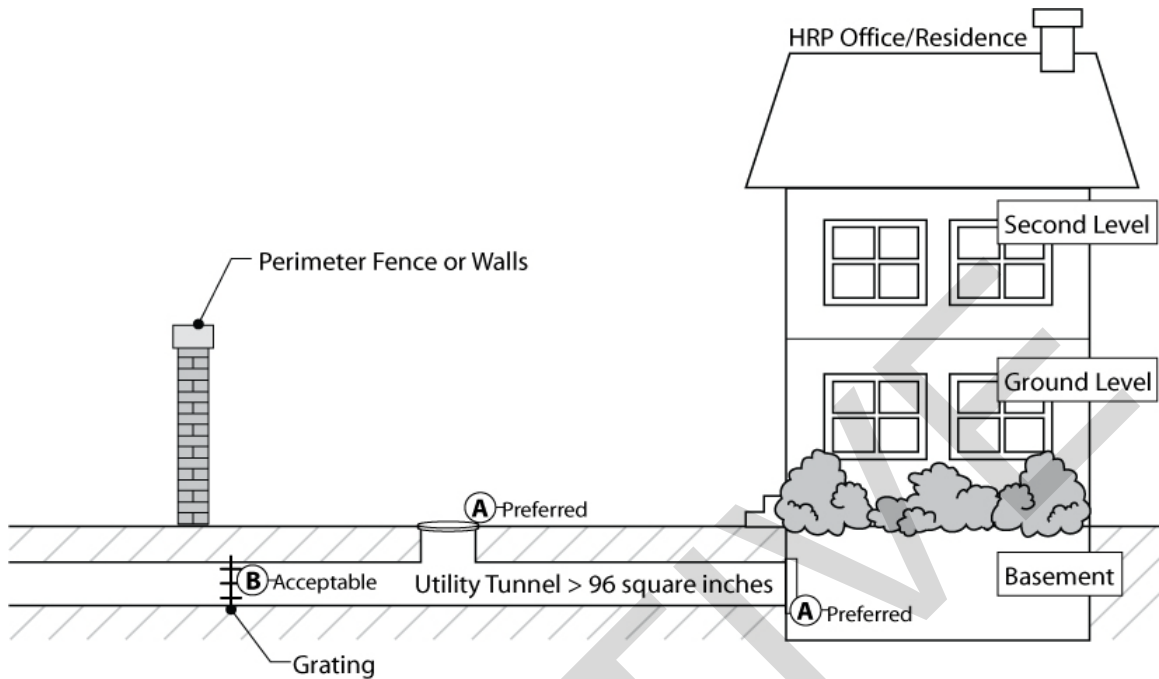 HRP Office/Residence
Second Level
Perimeter Fence or Walls
Ground Level
A Preferred
B Acceptable
Utility Tunnel > 96 square inches
Basement
A Preferred
Grating